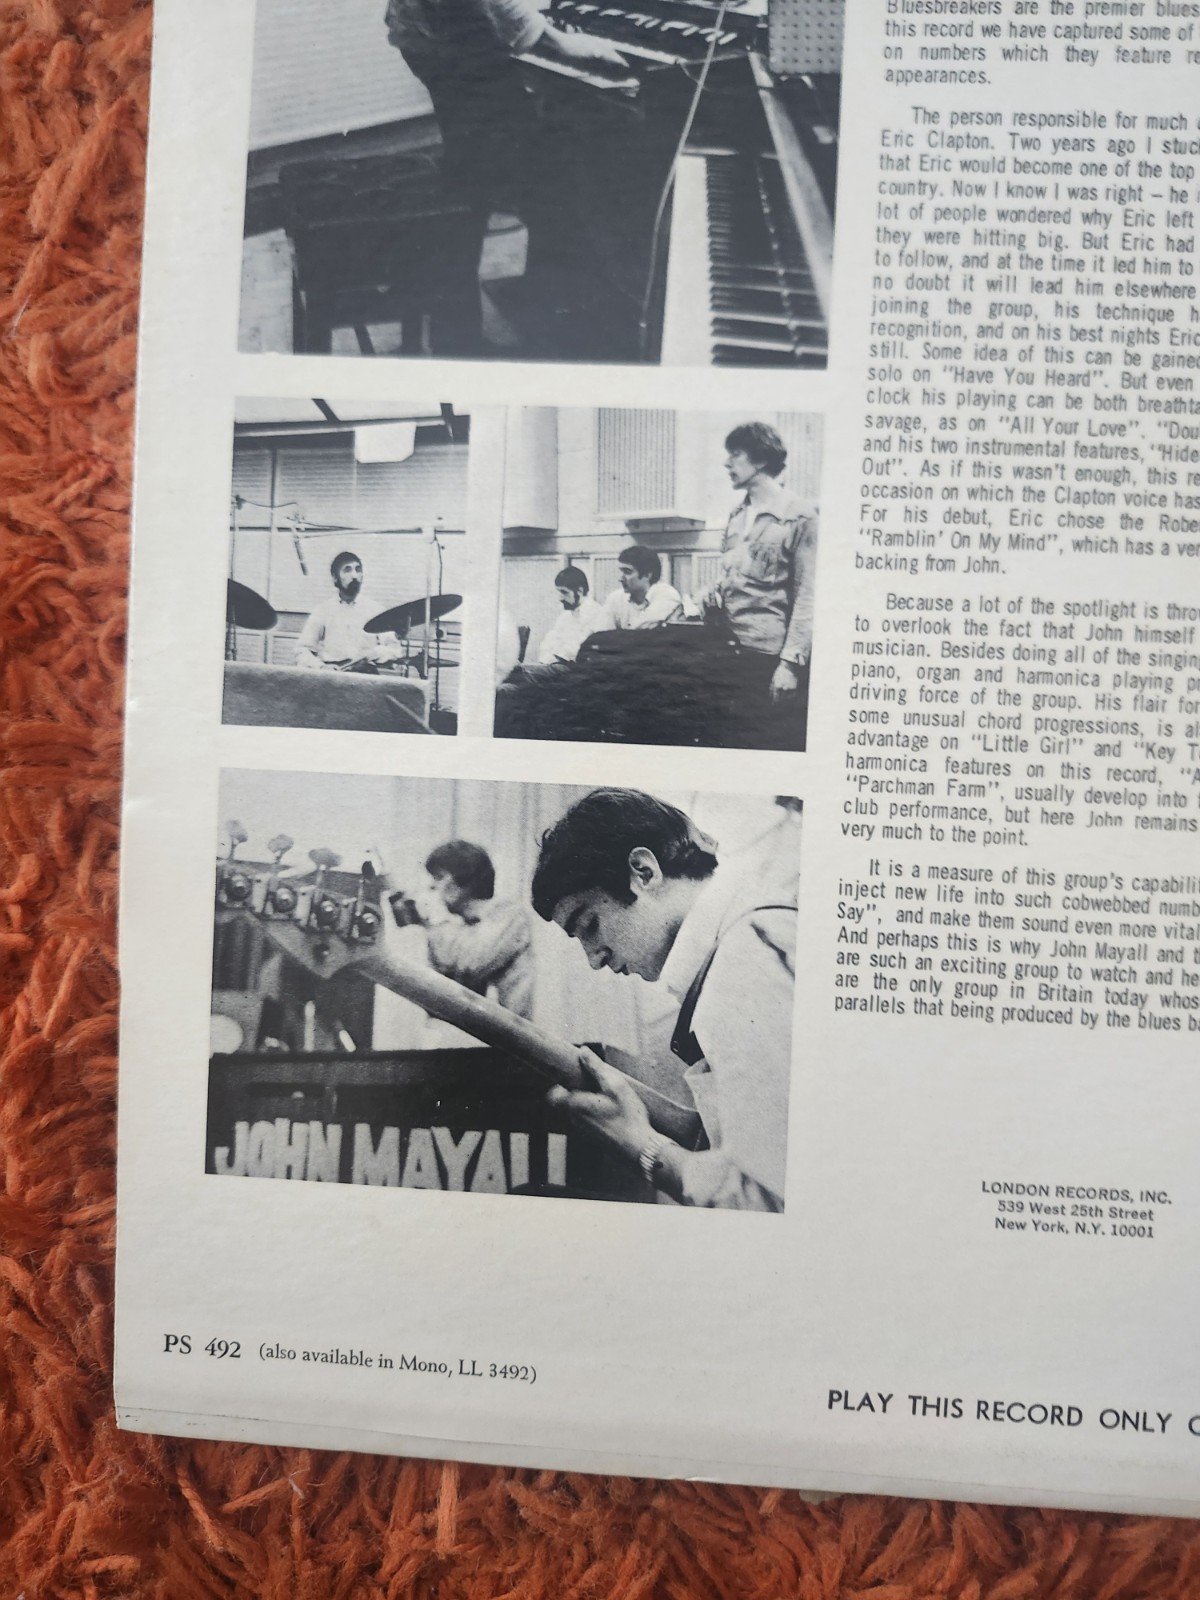 Bluesbreakers are the premier blues
this record we have captured some of
on numbers which they feature re
appearances.
The person responsible for much
Eric Clapton. Two years ago I stuc
that Eric would become one of the top
country. Now I know I was right – he
lot of people wondered why Eric left
they were hitting big. But Eric had
to follow, and at the time it led him to
no doubt it will lead him elsewhere
joining the group, his technique h
recognition, and on his best nights Eric
still. Some idea of this can be gained
solo on "Have You Heard". But even
clock his playing can be both breathta
savage, as on "All Your Love". "Dou
and his two instrumental features, "Hide
Out". As if this wasn't enough, this re
occasion on which the Clapton voice has
For his debut, Eric chose the Robe
"Ramblin' On My Mind", which has a ver
backing from John.
Because a lot of the spotlight is thro
to overlook the fact that John himself
musician. Besides doing all of the singing
piano, organ and harmonica playing p
driving force of the group. His flair for
some unusual chord progressions, is al
advantage on "Little Girl" and "Key T
harmonica features on this record, "A
"Parchman Farm", usually develop into
club performance, but here John remains
very much to the point.
It is a measure of this group's capabilit
inject new life into such cobwebbed numb
Say", and make them sound even more vital
And perhaps this is why John Mayall and t
are such an exciting group to watch and he
are the only group in Britain today whos
parallels that being produced by the blues ba
JOHN MAYALL
LONDON RECORDS, INC.
539 West 25th Street
New York, N.Y. 10001
PS 492 (also available in Mono, LL 3492)
PLAY THIS RECORD ONLY